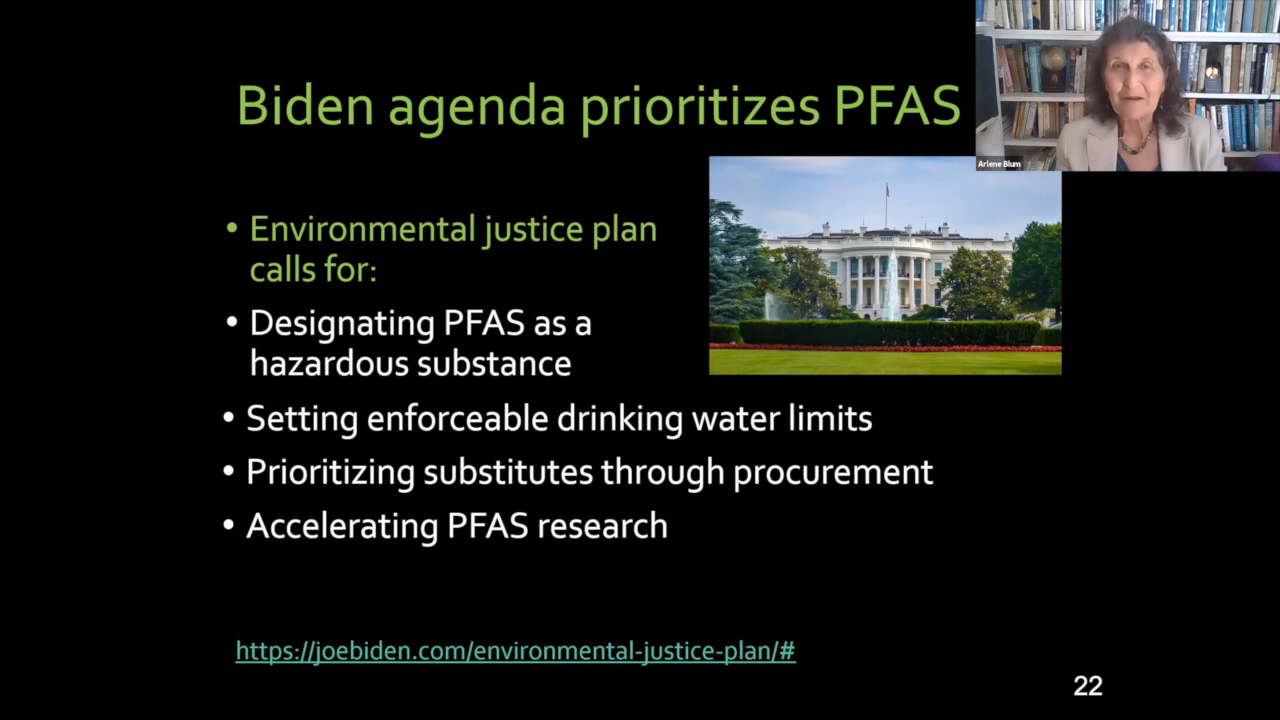 Biden agenda prioritizes PFAS
Arlene Blum
• Environmental justice plan
calls for:
• Designating PFAS as a
hazardous substance
• Setting enforceable drinking water limits
• Prioritizing substitutes through procurement
• Accelerating PFAS research
https://joebiden.com/environmental-justice-plan/#
22